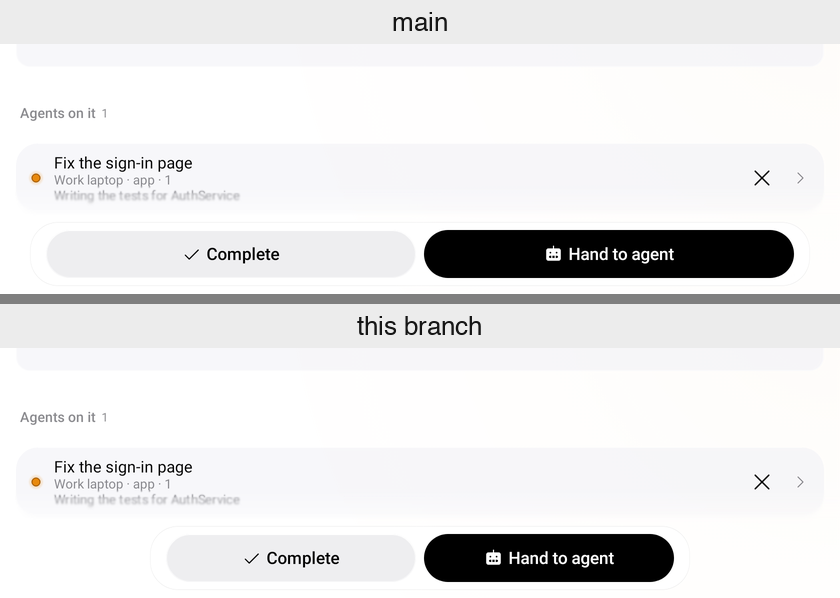 main
Agents on it 1
Fix the sign-in page
Work laptop · app · 1
Writing the tests for AuthService
Complete
Hand to agent
this branch
Agents on it 1
Fix the sign-in page
Work laptop · app · 1
Writing the tests for AuthService
Complete
Hand to agent